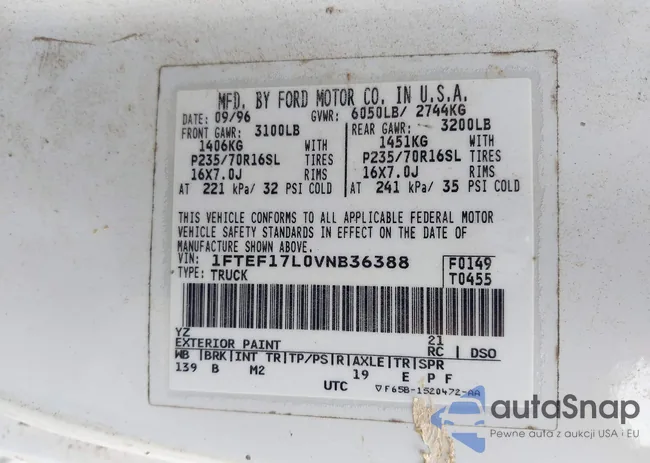 MFD. BY FORD MOTOR CO. IN U.S.A.
DATE: 09/96 GVWR: 6050LB/ 2744KG
FRONT GAWR: 3100LB REAR GAWR: 3200LB
1406KG WITH 1451KG WITH
P235/70R16SL TIRES P235/70R16SL TIRES
16X7.0J RIMS 16X7.0J RIMS
AT 221 kPa/ 32 PSI COLD AT 241 kPa/ 35 PSI COLD
THIS VEHICLE CONFORMS TO ALL APPLICABLE FEDERAL MOTOR
VEHICLE SAFETY STANDARDS IN EFFECT ON THE DATE OF
MANUFACTURE SHOWN ABOVE.
VIN: 1FTEF17L0VNB36388 F0149
TYPE: TRUCK T0455
YZ 21
EXTERIOR PAINT RC DSO
WB BRK INT TR TP/PS R AXLE TR SPR
139 B M2 19 E P F
UTC ▽F65B-1520472-AA
autoSnap
Pewne auta z aukcji USA i EU